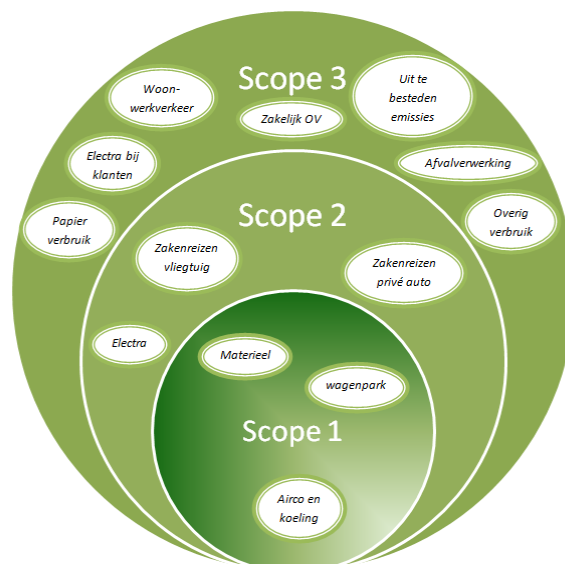 Scope 3
Woon-
werkverkeer
Zakelijk OV
Uit te
besteden
emissies
Electra bij
klanten
Afvalverwerking
Papier
verbruik
Overig
verbruik
Scope 2
Zakenreizen
vliegtuig
Zakenreizen
privé auto
Electra
Materieel
wagenpark
Scope 1
Airco en
koeling